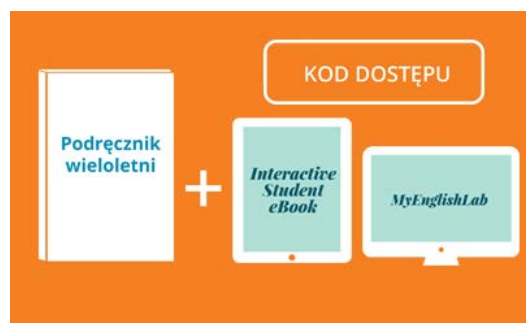 KOD DOSTĘPU
Podręcznik
wieloletni
+
Interactive
Student
eBook
MyEnglishLab